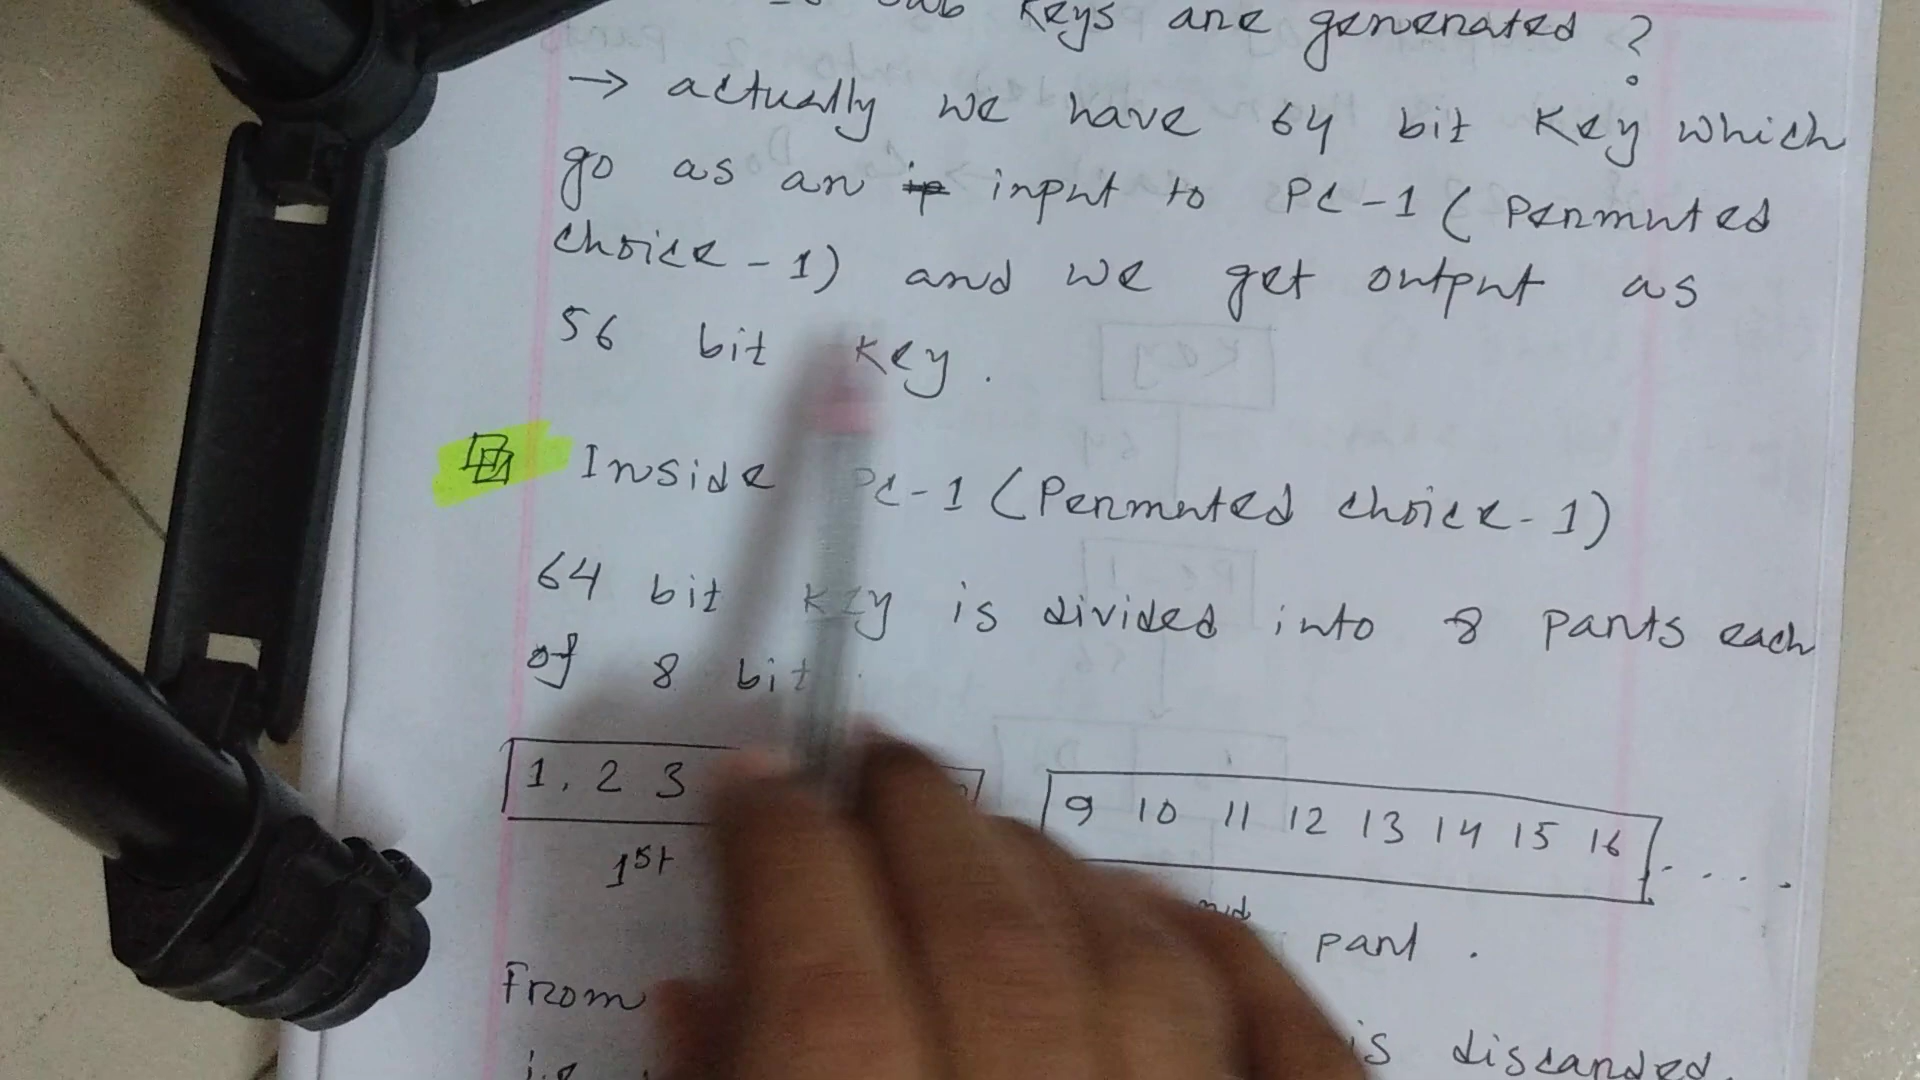 sub keys are generated ?
→ actually we have 64 bit key which
go as an input to PC-1 ( Permuted
choice - 1) and we get output as
56 bit key .
Inside PC-1 ( Permuted choice - 1 )
64 bit key is divided into 8 parts each
of 8 bit .
1, 2 3
9 10 11 12 13 14 15 16 . . . .
1st
nd part .
From
is discarded.
i.e